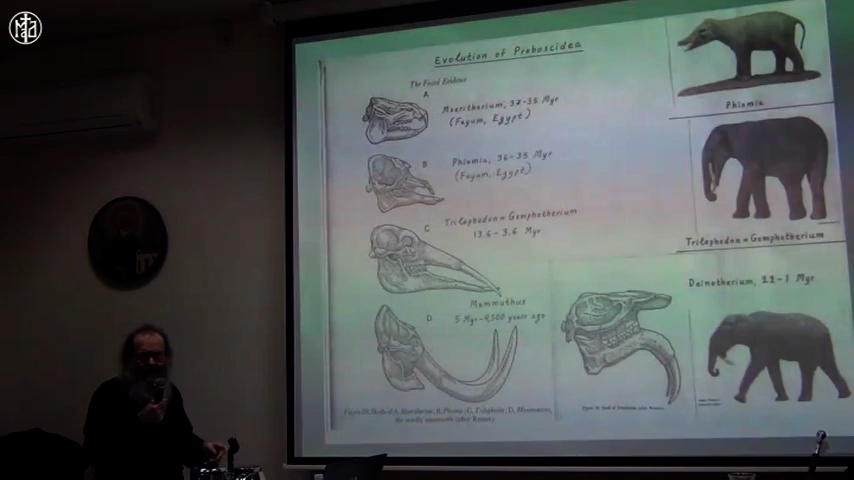 Evolution of Proboscidea
The Fossil Evidence
A
Moeritherium, 37-35 Myr
(Fayum, Egypt)
B
Phiomia, 36-35 Myr
(Fayum, Egypt)
C
Trilophodon = Gomphotherium
13.6 - 3.6 Myr
Mammuthus
D
5 Myr - 4,500 years ago
Phiomia
Trilophodon = Gomphotherium
Deinotherium, 22-1 Myr